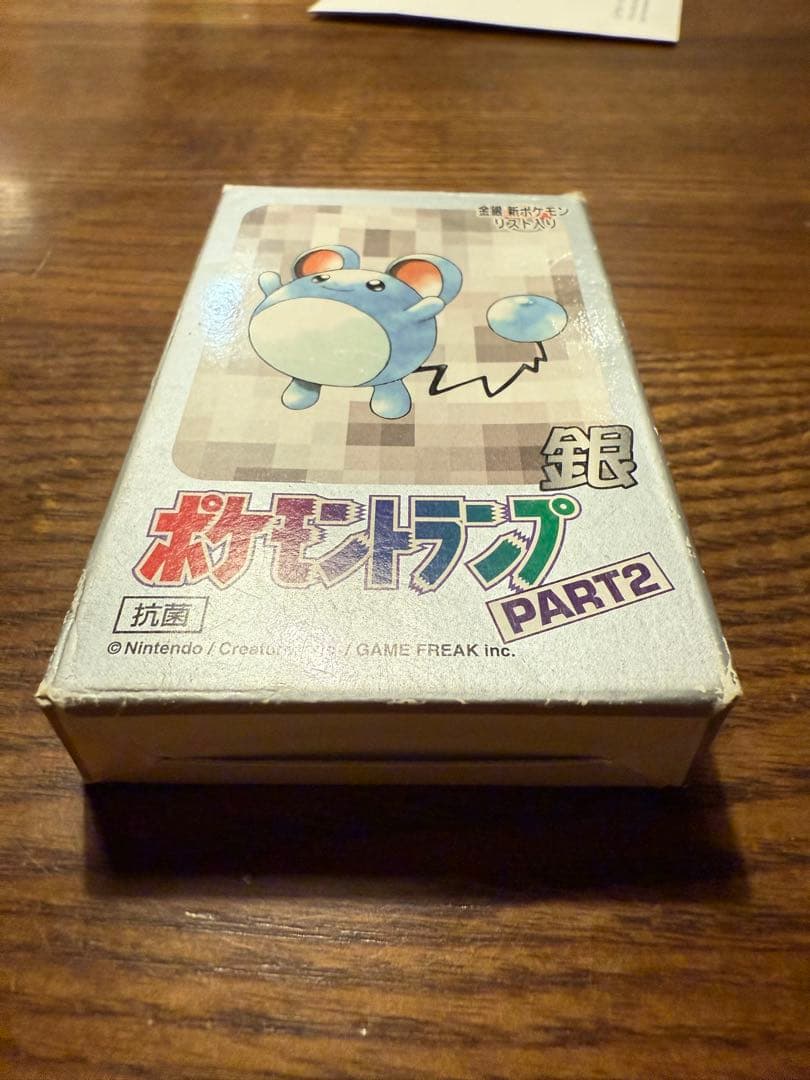 金銀 新ポケモン
リスト入り
銀
ポケモントランプ
PART2
抗菌
©Nintendo / Creatures inc. / GAME FREAK inc.